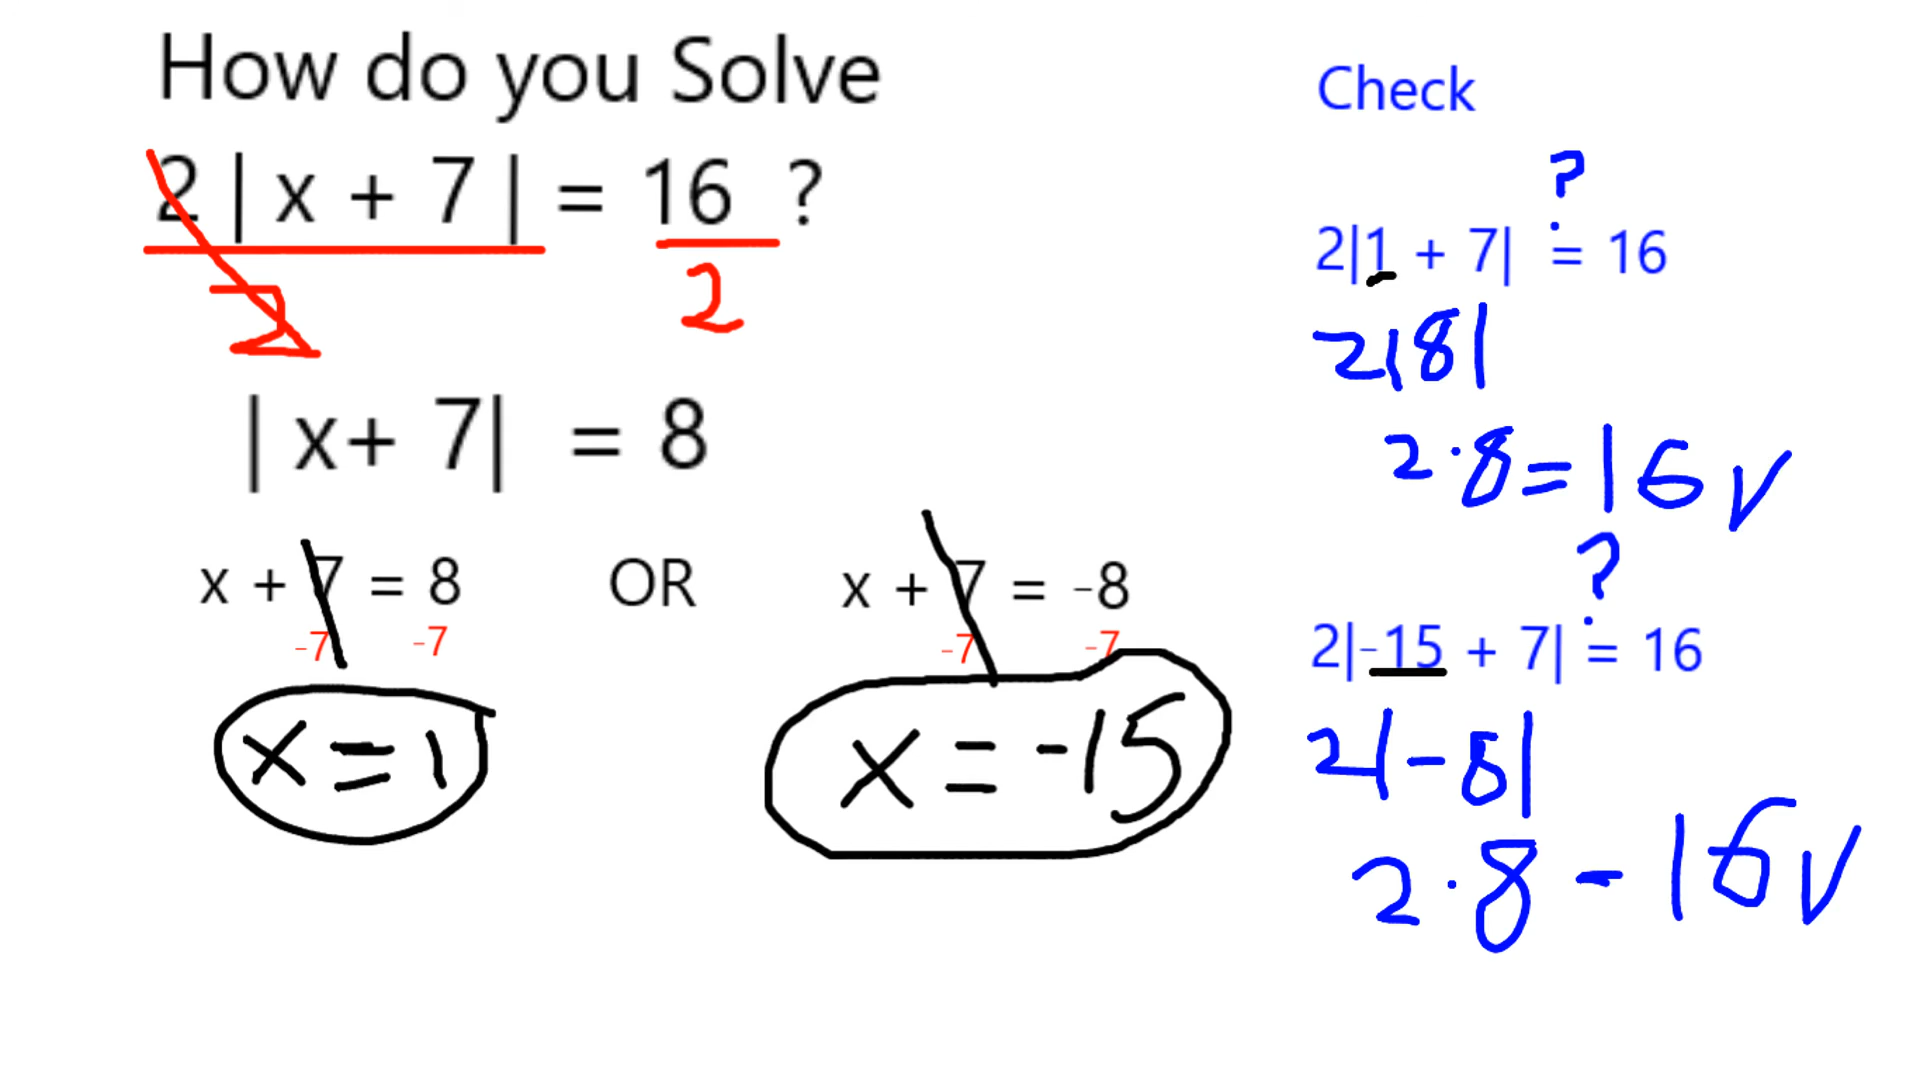 How do you Solve
2 | x + 7 | = 16 ?
2 2
| x+ 7| = 8
x + 7 = 8 OR x + 7 = -8
-7 -7 -7 -7
x = 1 x = -15
Check
?
2|1 + 7| = 16
2|8|
2·8=16 ✓
?
2|-15 + 7| = 16
2|-8|
2·8 - 16 ✓